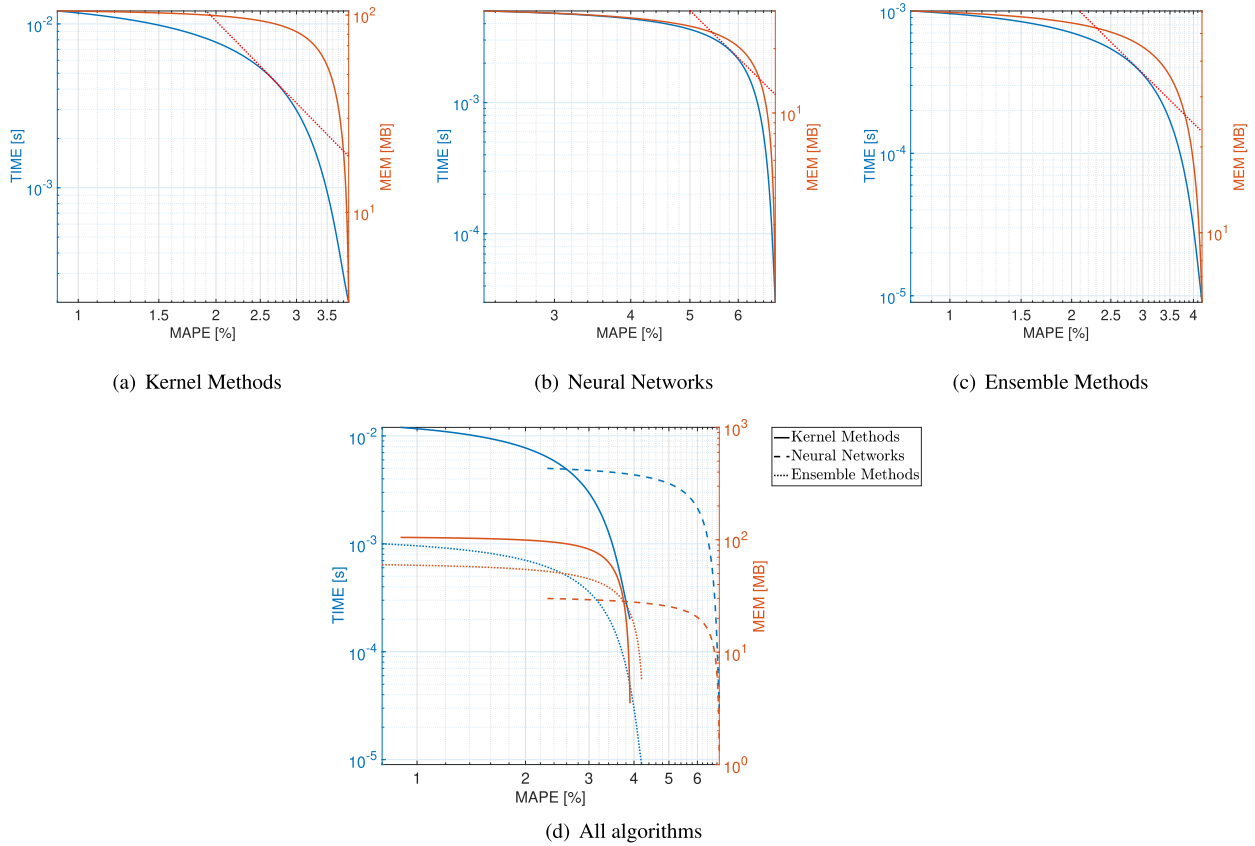 10^-2
10^-3
TIME [s]
10^2
10^1
MEM [MB]
1 1.5 2 2.5 3 3.5
MAPE [%]
(a) Kernel Methods
10^-3
10^-4
TIME [s]
10^1
MEM [MB]
3 4 5 6
MAPE [%]
(b) Neural Networks
10^-3
10^-4
10^-5
TIME [s]
10^1
MEM [MB]
1 1.5 2 2.5 3 3.5 4
MAPE [%]
(c) Ensemble Methods
10^-2
10^-3
10^-4
10^-5
TIME [s]
10^3
10^2
10^1
10^0
MEM [MB]
1 2 3 4 5 6
MAPE [%]
Kernel Methods
Neural Networks
Ensemble Methods
(d) All algorithms